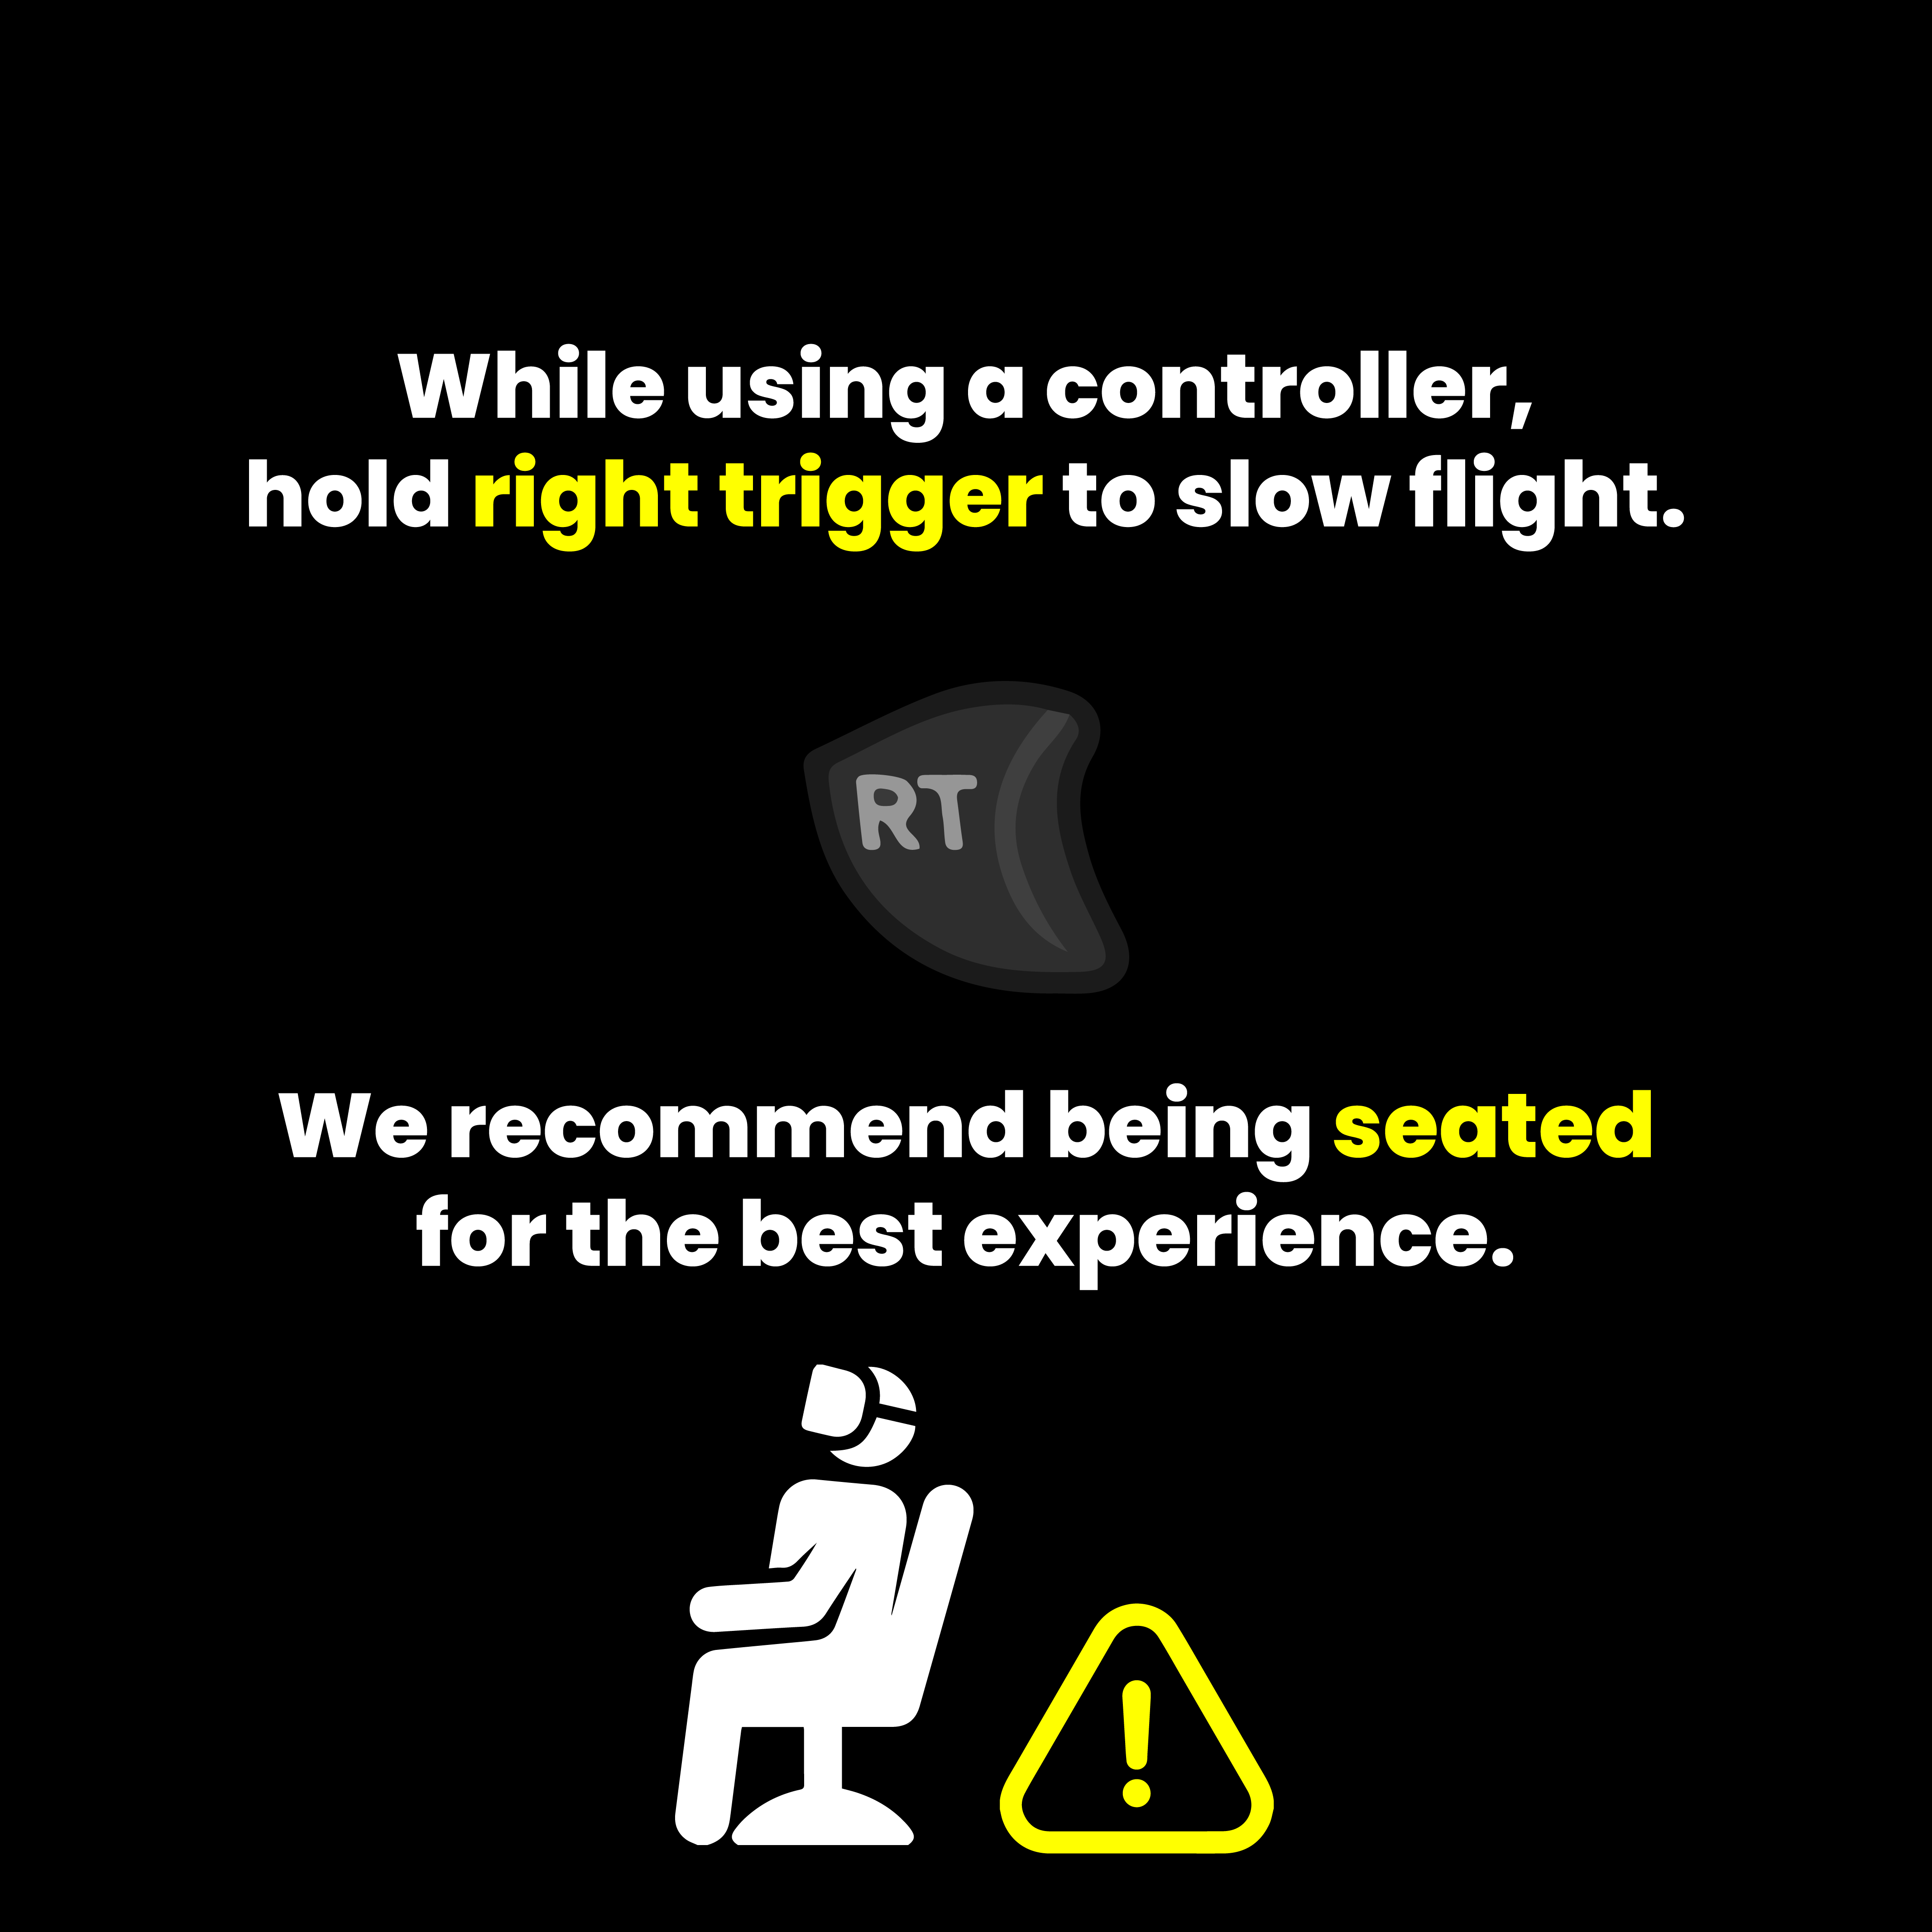 While using a controller,
hold right trigger to slow flight.
RT
We recommend being seated
for the best experience.
!